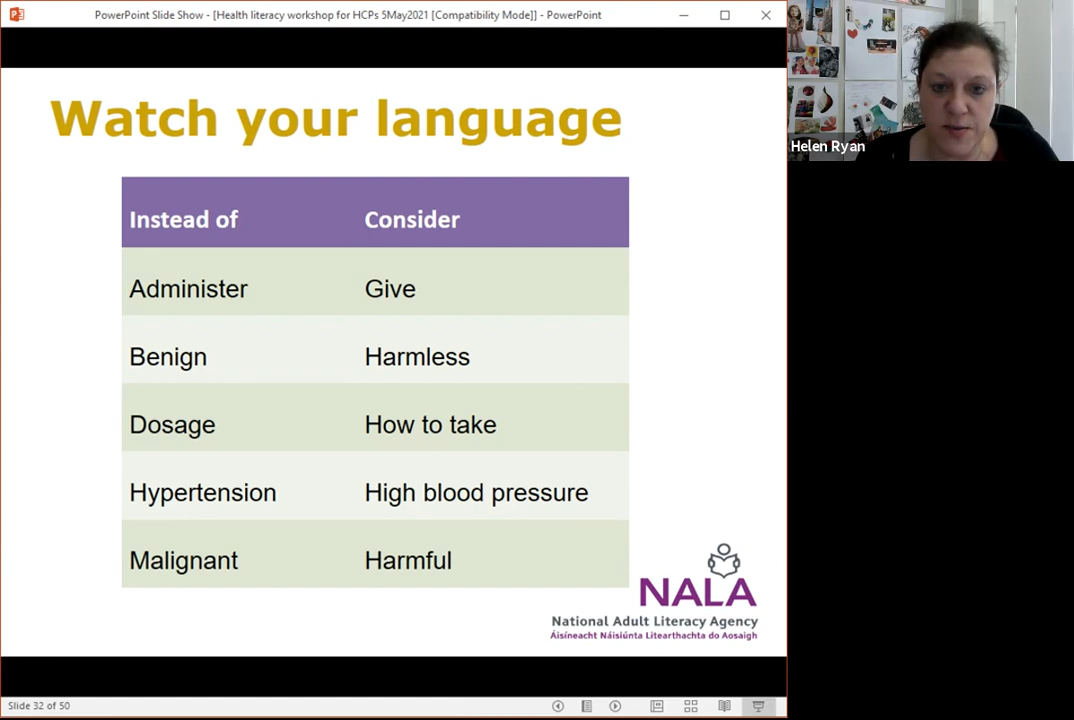 PowerPoint Slide Show - [Health literacy workshop for HCPs 5May2021 [Compatibility Mode]] - PowerPoint
Helen Ryan
Watch your language
Instead of Consider
Administer Give
Benign Harmless
Dosage How to take
Hypertension High blood pressure
Malignant Harmful
NALA
National Adult Literacy Agency
Áisíneacht Náisiúnta Litearthachta do Aosaigh
Slide 32 of 50